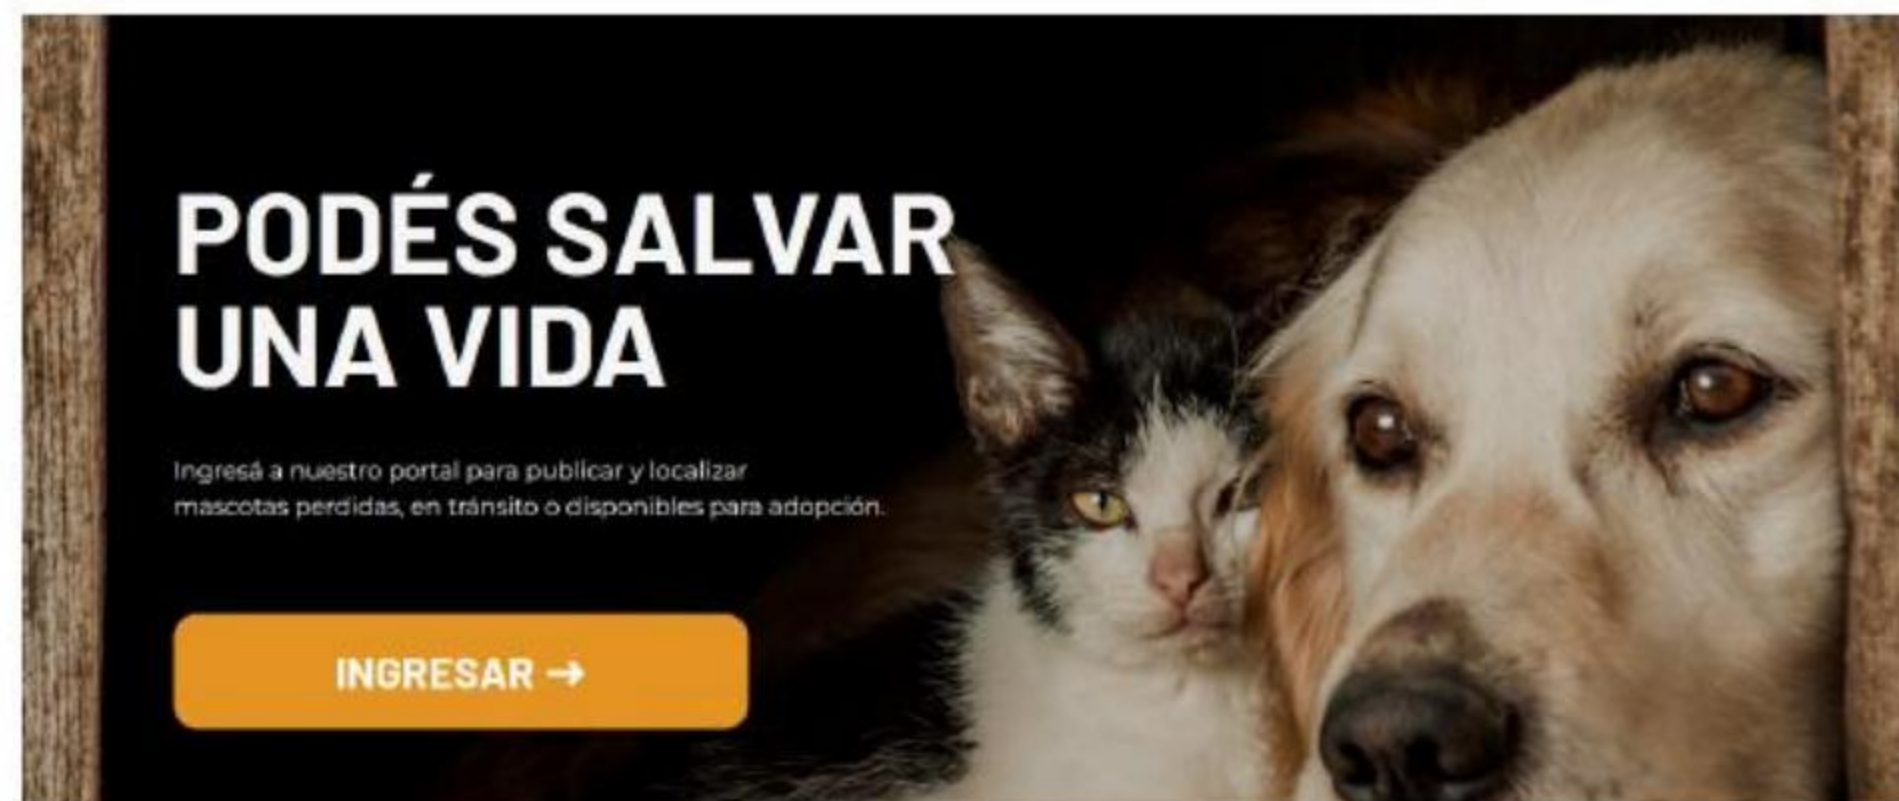 PODÉS SALVAR
UNA VIDA
Ingresá a nuestro portal para publicar y localizar
mascotas perdidas, en tránsito o disponibles para adopción.
INGRESAR →